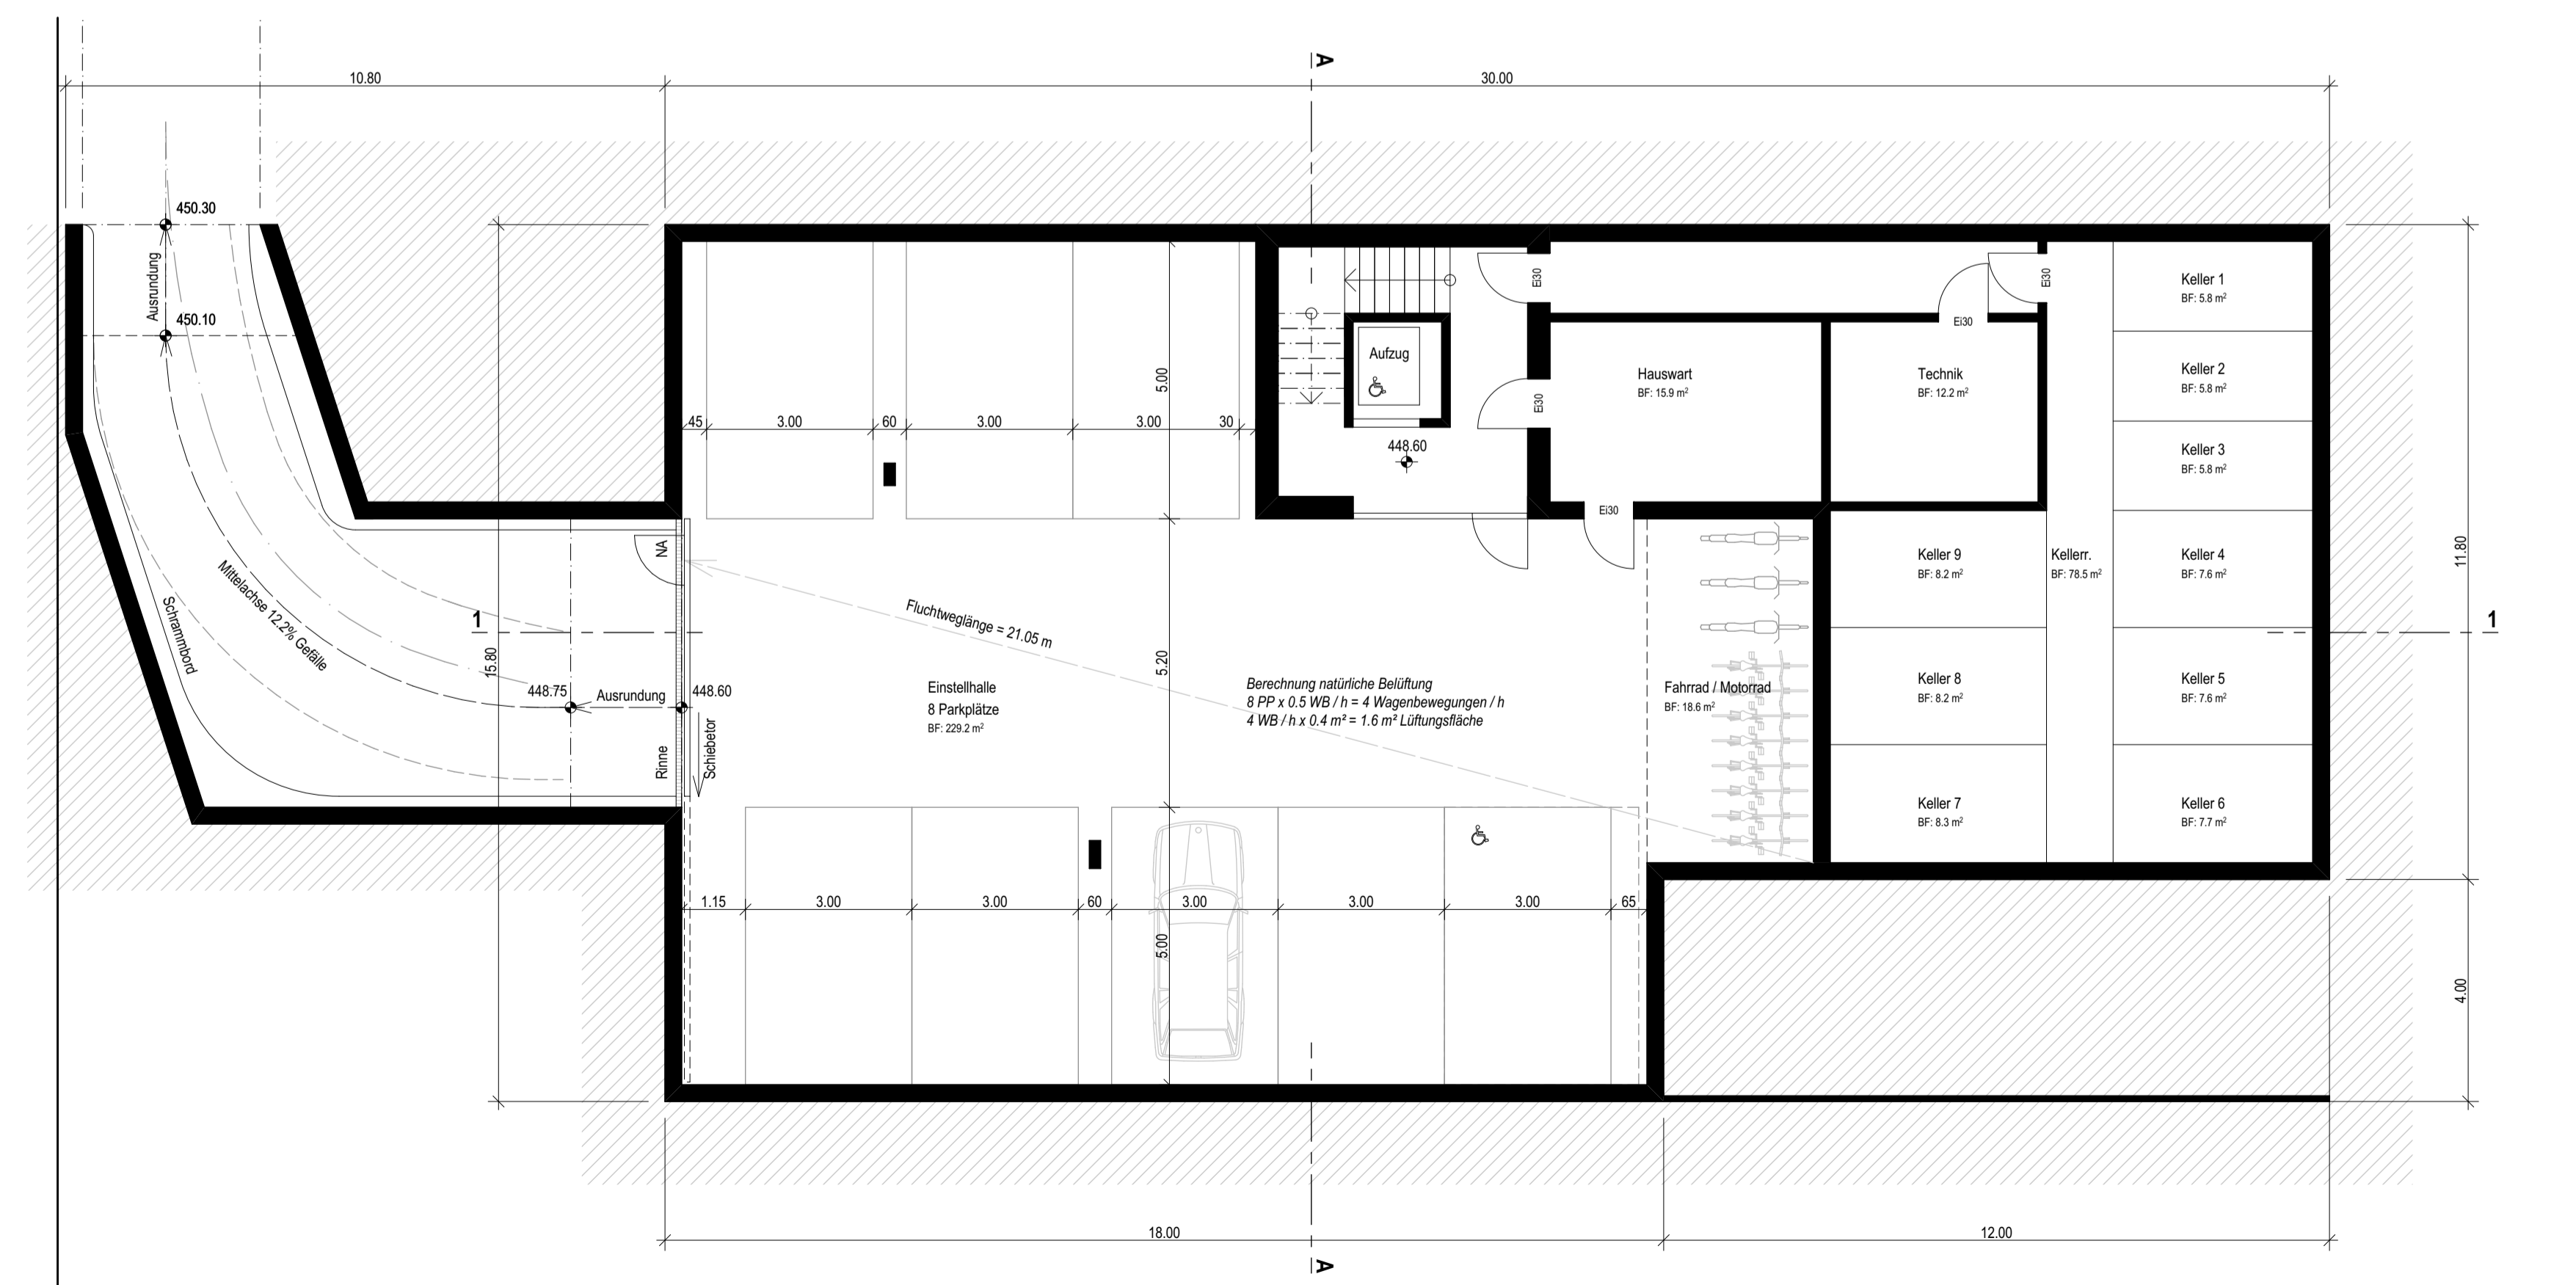 A
10.80
30.00
450.30
Ausrundung
450.10
Mittelachse 12.2% Gefälle
Schrammbord
1
15.80
448.75
Ausrundung
448.60
NA
Rinne
Schiebetor
45
3.00
60
3.00
3.00
30
5.00
5.20
5.00
Fluchtweglänge = 21.05 m
Einstellhalle
8 Parkplätze
BF: 229.2 m²
Berechnung natürliche Belüftung
8 PP x 0.5 WB / h = 4 Wagenbewegungen / h
4 WB / h x 0.4 m² = 1.6 m² Lüftungsfläche
Aufzug
448.60
Ei30
Ei30
Ei30
Ei30
Ei30
Hauswart
BF: 15.9 m²
Technik
BF: 12.2 m²
Fahrrad / Motorrad
BF: 18.6 m²
Keller 1
BF: 5.8 m²
Keller 2
BF: 5.8 m²
Keller 3
BF: 5.8 m²
Keller 9
BF: 8.2 m²
Kellerr.
BF: 78.5 m²
Keller 4
BF: 7.6 m²
Keller 8
BF: 8.2 m²
Keller 5
BF: 7.6 m²
Keller 7
BF: 8.3 m²
Keller 6
BF: 7.7 m²
11.80
1
4.00
1.15
3.00
3.00
60
3.00
3.00
3.00
65
18.00
12.00
A